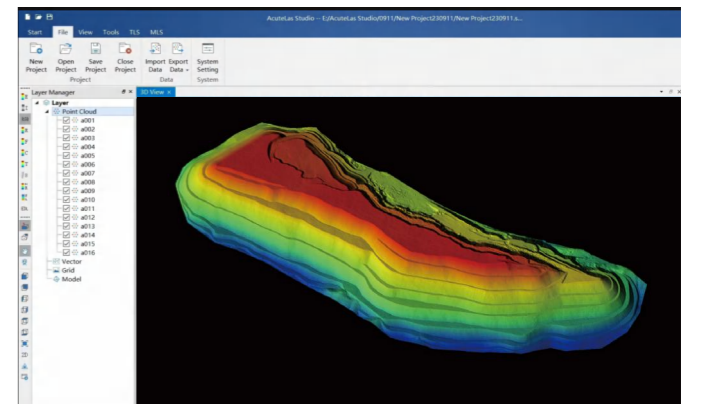 AcuteLas Studio -- E:/AcuteLas Studio/0911/New Project230911/New Project230911.s...
Start File View Tools TLS MLS
New Project Open Project Save Project Close Project Import Data Export Data System Setting
Project Data System
Layer Manager
3D View
Layer
Point Cloud
a001
a002
a003
a004
a005
a006
a007
a008
a009
a010
a011
a012
a013
a014
a015
a016
Vector
Grid
Model